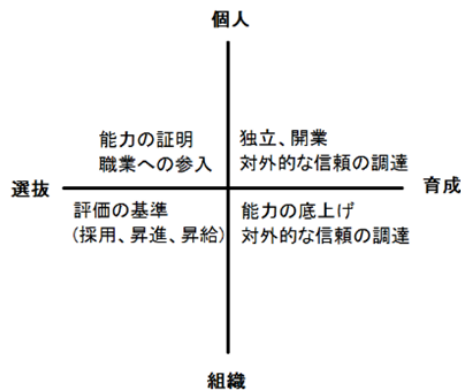 個人
能力の証明
職業への参入
独立、開業
対外的な信頼の調達
選抜
育成
評価の基準
(採用、昇進、昇給)
能力の底上げ
対外的な信頼の調達
組織